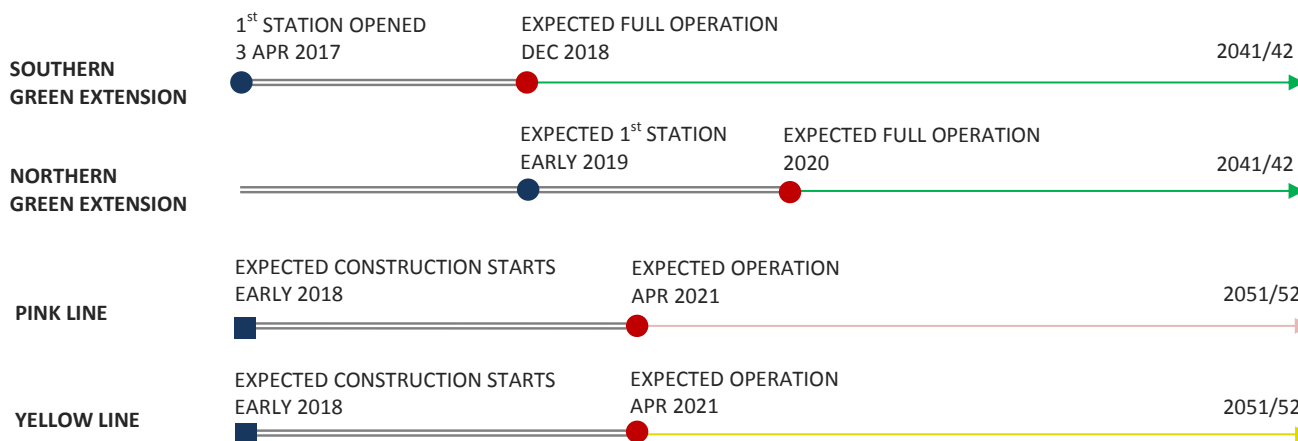 1st STATION OPENED
3 APR 2017
EXPECTED FULL OPERATION
DEC 2018
2041/42
SOUTHERN
GREEN EXTENSION
EXPECTED 1st STATION
EARLY 2019
EXPECTED FULL OPERATION
2020
2041/42
NORTHERN
GREEN EXTENSION
EXPECTED CONSTRUCTION STARTS
EARLY 2018
EXPECTED OPERATION
APR 2021
2051/52
PINK LINE
EXPECTED CONSTRUCTION STARTS
EARLY 2018
EXPECTED OPERATION
APR 2021
2051/52
YELLOW LINE